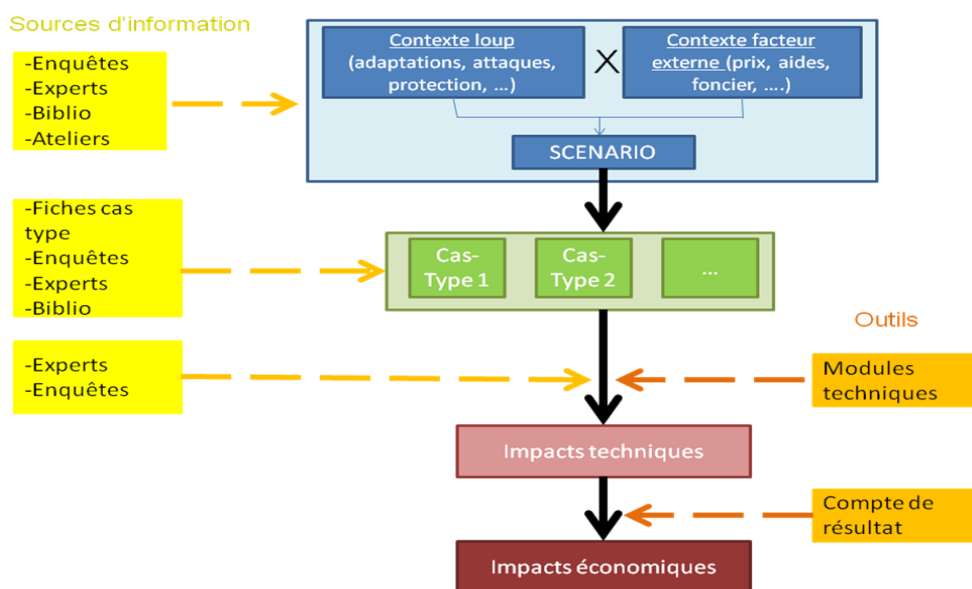 Sources d'information
-Enquêtes
-Experts
-Biblio
-Ateliers
Contexte loup
(adaptations, attaques,
protection, ...)
X
Contexte facteur
externe (prix, aides,
foncier, ....)
SCENARIO
-Fiches cas
type
-Enquêtes
-Experts
-Biblio
Cas-
Type 1
Cas-
Type 2
...
Outils
-Experts
-Enquêtes
Modules
techniques
Impacts techniques
Compte de
résultat
Impacts économiques